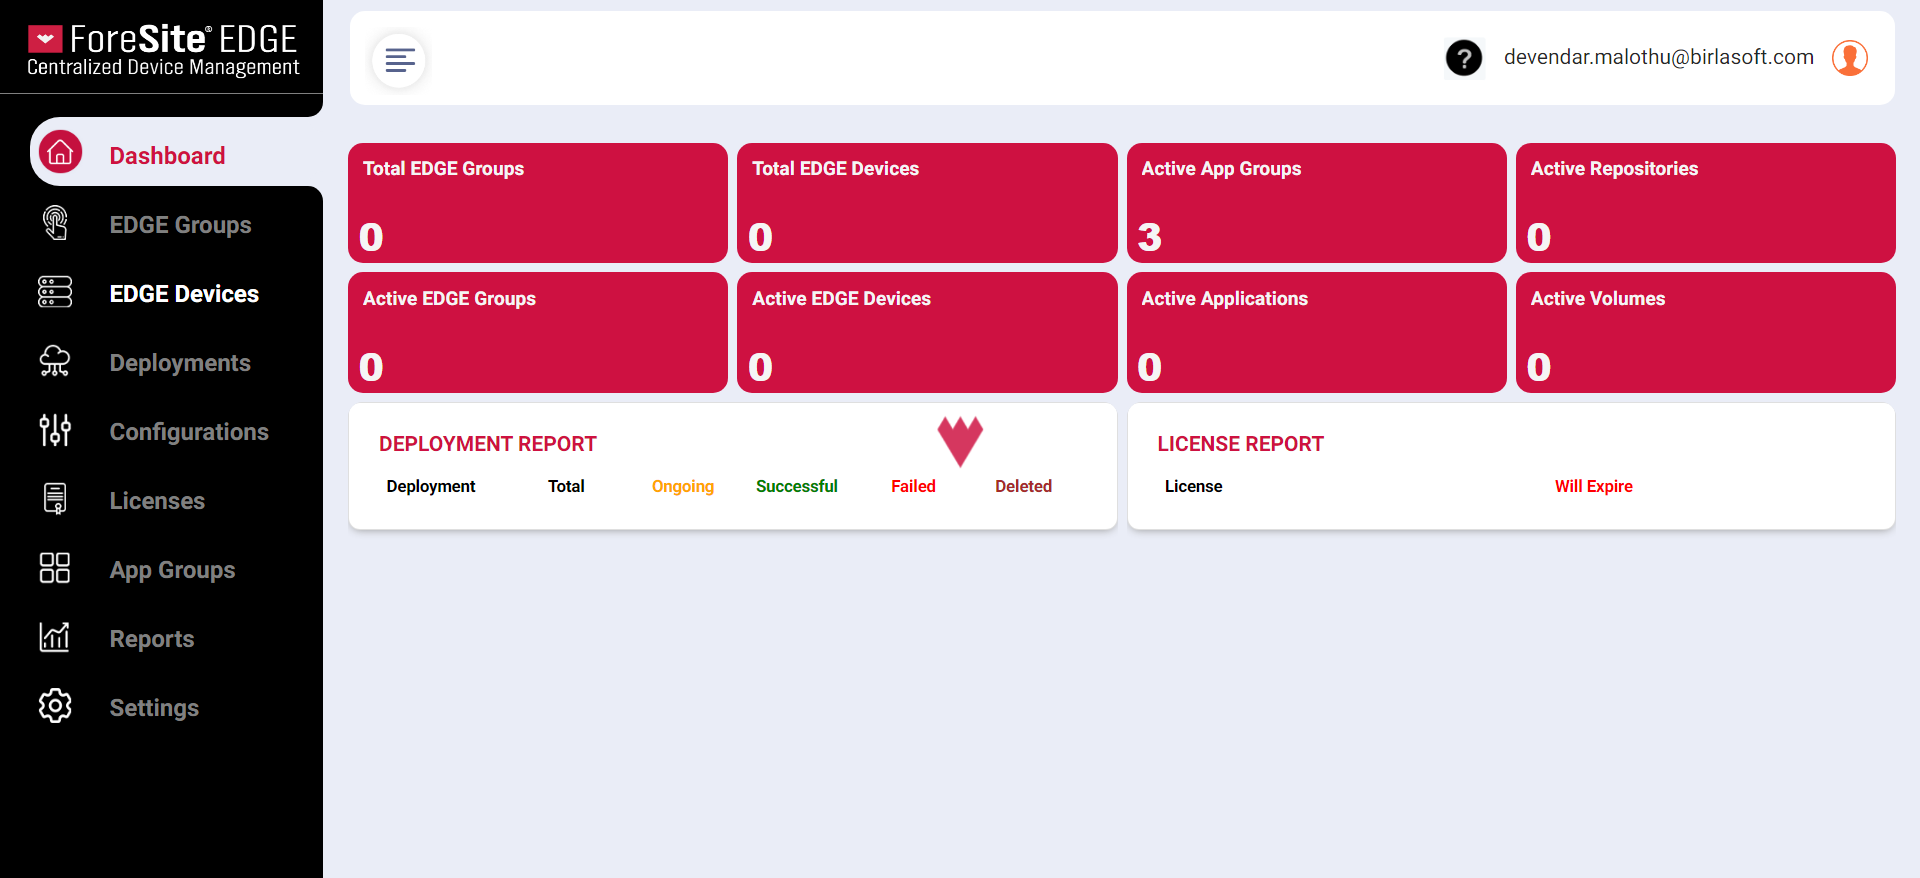 ForeSite® EDGE
Centralized Device Management
? devendar.malothu@birlasoft.com
Dashboard
EDGE Groups
EDGE Devices
Deployments
Configurations
Licenses
App Groups
Reports
Settings
Total EDGE Groups
0
Total EDGE Devices
0
Active App Groups
3
Active Repositories
0
Active EDGE Groups
0
Active EDGE Devices
0
Active Applications
0
Active Volumes
0
DEPLOYMENT REPORT
Deployment Total Ongoing Successful Failed Deleted
LICENSE REPORT
License Will Expire